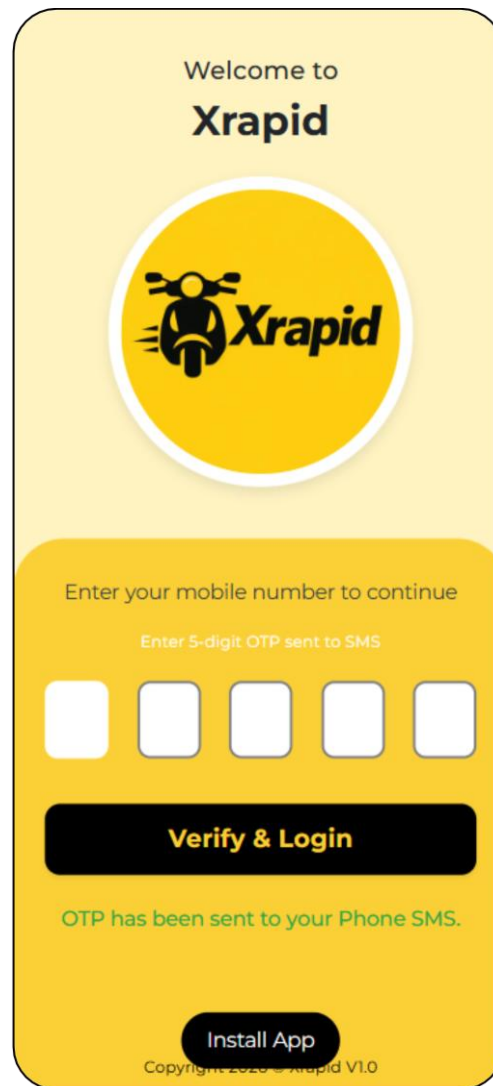 Welcome to
Xrapid
Xrapid
Enter your mobile number to continue
Enter 5-digit OTP sent to SMS
Verify & Login
OTP has been sent to your Phone SMS.
Install App
Copyright Xrapid V1.0